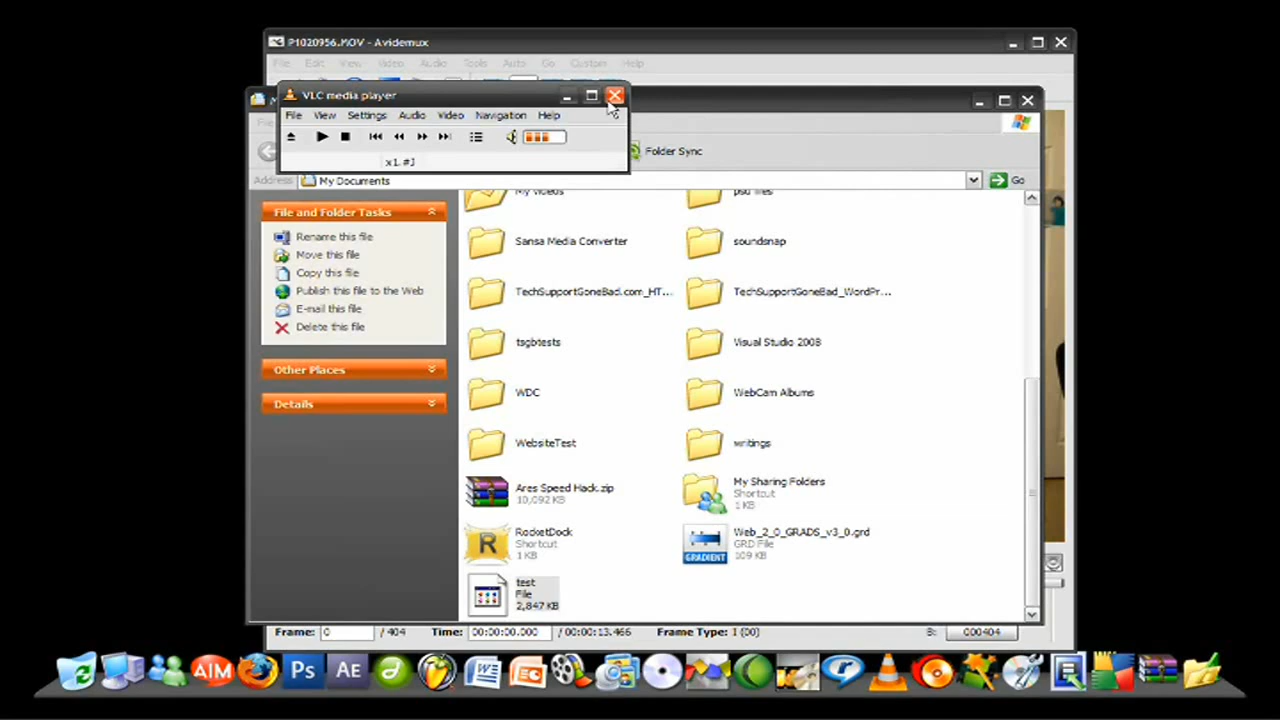 P1020956.MOV - Avidemux
File Edit View Video Audio Tools Auto Go Custom Help
VLC media player
File View Settings Audio Video Navigation Help
x1.#J
Folder Sync
Address My Documents Go
File and Folder Tasks
Rename this file
Move this file
Copy this file
Publish this file to the Web
E-mail this file
Delete this file
Other Places
Details
My Videos
psd files
Sansa Media Converter
soundsnap
TechSupportGoneBad.com_HT...
TechSupportGoneBad_WordPr...
tsgbtests
Visual Studio 2008
WDC
WebCam Albums
WebsiteTest
writings
Ares Speed Hack.zip
10,092 KB
My Sharing Folders
Shortcut
1 KB
RocketDock
Shortcut
1 KB
Web_2_0_GRADS_v3_0.grd
GRD File
109 KB
GRADIENT
test
File
2,847 KB
Frame: 0 / 404 Time: 00:00:00.000 / 00:00:13.466 Frame Type: I (00) B: 000404
AIM
Ps
AE